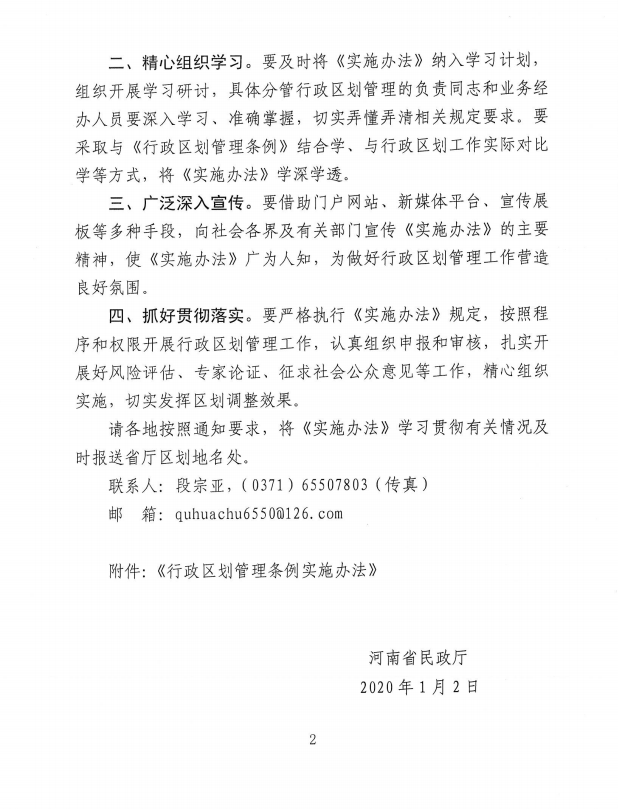 二、精心组织学习。要及时将《实施办法》纳入学习计划，
组织开展学习研讨，具体分管行政区划管理的负责同志和业务经
办人员要深入学习、准确掌握，切实弄懂弄清相关规定要求。要
采取与《行政区划管理条例》结合学、与行政区划工作实际对比
学等方式，将《实施办法》学深学透。
三、广泛深入宣传。要借助门户网站、新媒体平台、宣传展
板等多种手段，向社会各界及有关部门宣传《实施办法》的主要
精神，使《实施办法》广为人知，为做好行政区划管理工作营造
良好氛围。
四、抓好贯彻落实。要严格执行《实施办法》规定，按照程
序和权限开展行政区划管理工作，认真组织申报和审核，扎实开
展好风险评估、专家论证、征求社会公众意见等工作，精心组织
实施，切实发挥区划调整效果。
请各地按照通知要求，将《实施办法》学习贯彻有关情况及
时报送省厅区划地名处。
联系人：段宗亚，（0371）65507803（传真）
邮 箱：quhuachu6550@126.com
附件：《行政区划管理条例实施办法》
河南省民政厅
2020年1月2日
2